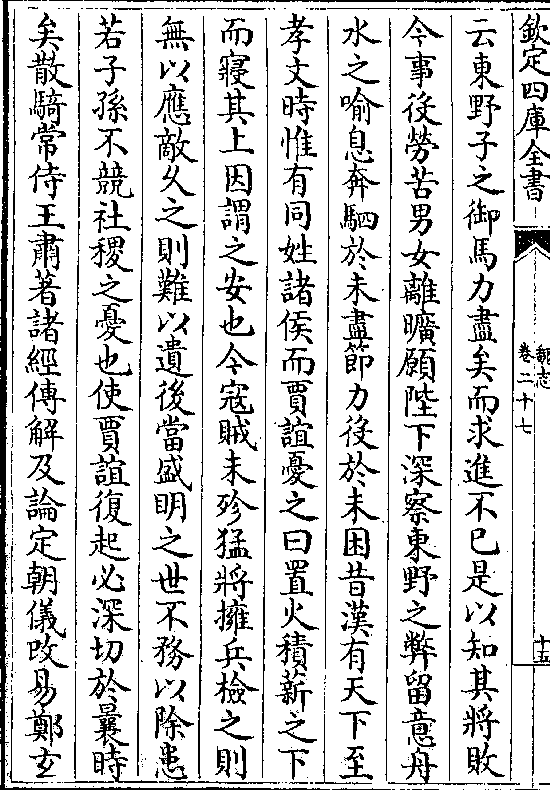 欽定四庫全書
魏志
卷二十七
十五
云東野子之御馬力盡矣而求進不已是以知其將敗
今事役勞苦男女離曠願陛下深察東野之弊留意舟
水之喻息奔駟於未盡節力役於未困昔漢有天下至
孝文時惟有同姓諸侯而賈誼憂之曰置火積薪之下
而寢其上因謂之安也今寇賊未殄猛將擁兵檢之則
無以應敵久之則難以遺後當盛明之世不務以除患
若子孫不競社稷之憂也使賈誼復起必深切於曩時
矣散騎常侍王肅著諸經傳解及論定朝儀改易鄭玄